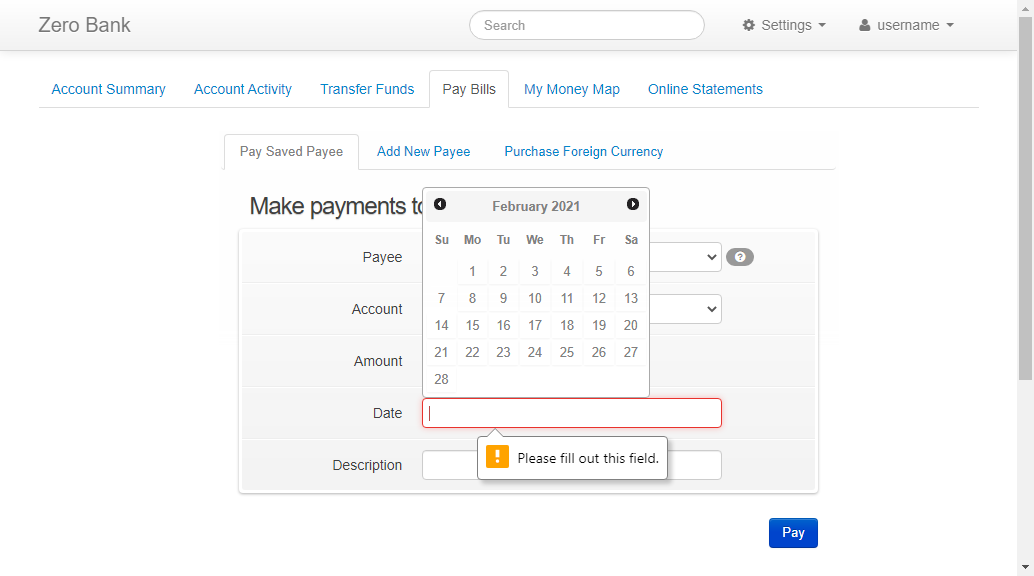 Zero Bank
Search
Settings
username
Account Summary
Account Activity
Transfer Funds
Pay Bills
My Money Map
Online Statements
Pay Saved Payee
Add New Payee
Purchase Foreign Currency
Make payments to
February 2021
Su Mo Tu We Th Fr Sa
1 2 3 4 5 6
7 8 9 10 11 12 13
14 15 16 17 18 19 20
21 22 23 24 25 26 27
28
Payee
?
Account
Amount
Date
! Please fill out this field.
Description
Pay